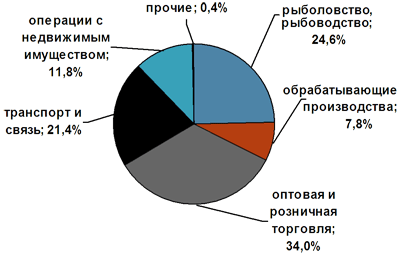 прочие; 0,4%
рыболовство,
рыбоводство;
24,6%
обрабатывающие
производства;
7,8%
оптовая и
розничная
торговля;
34,0%
транспорт и
связь; 21,4%
операции с
недвижимым
имуществом;
11,8%